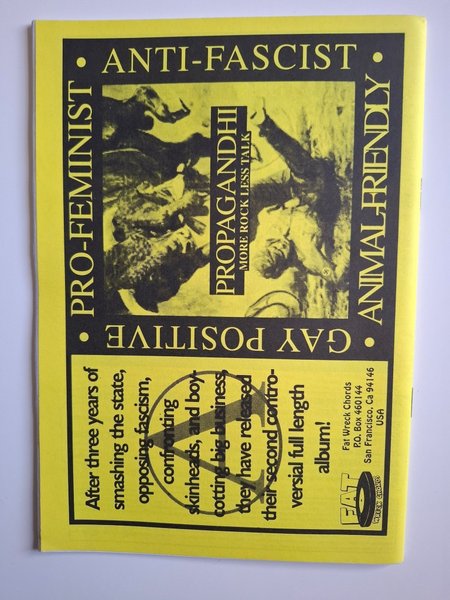 • PRO-FEMINIST •
ANTI-FASCIST •
ANIMAL-FRIENDLY
• GAY POSITIVE
PROPAGANDHI
MORE ROCK LESS TALK
After three years of
smashing the state,
opposing fascism,
confronting
skinheads, and boy-
cotting big business,
they have released
their second contro-
versial full length
album!
FAT
WRECK CHORDS
Fat Wreck Chords
P.O. Box 460144
San Francisco, Ca 94146
USA